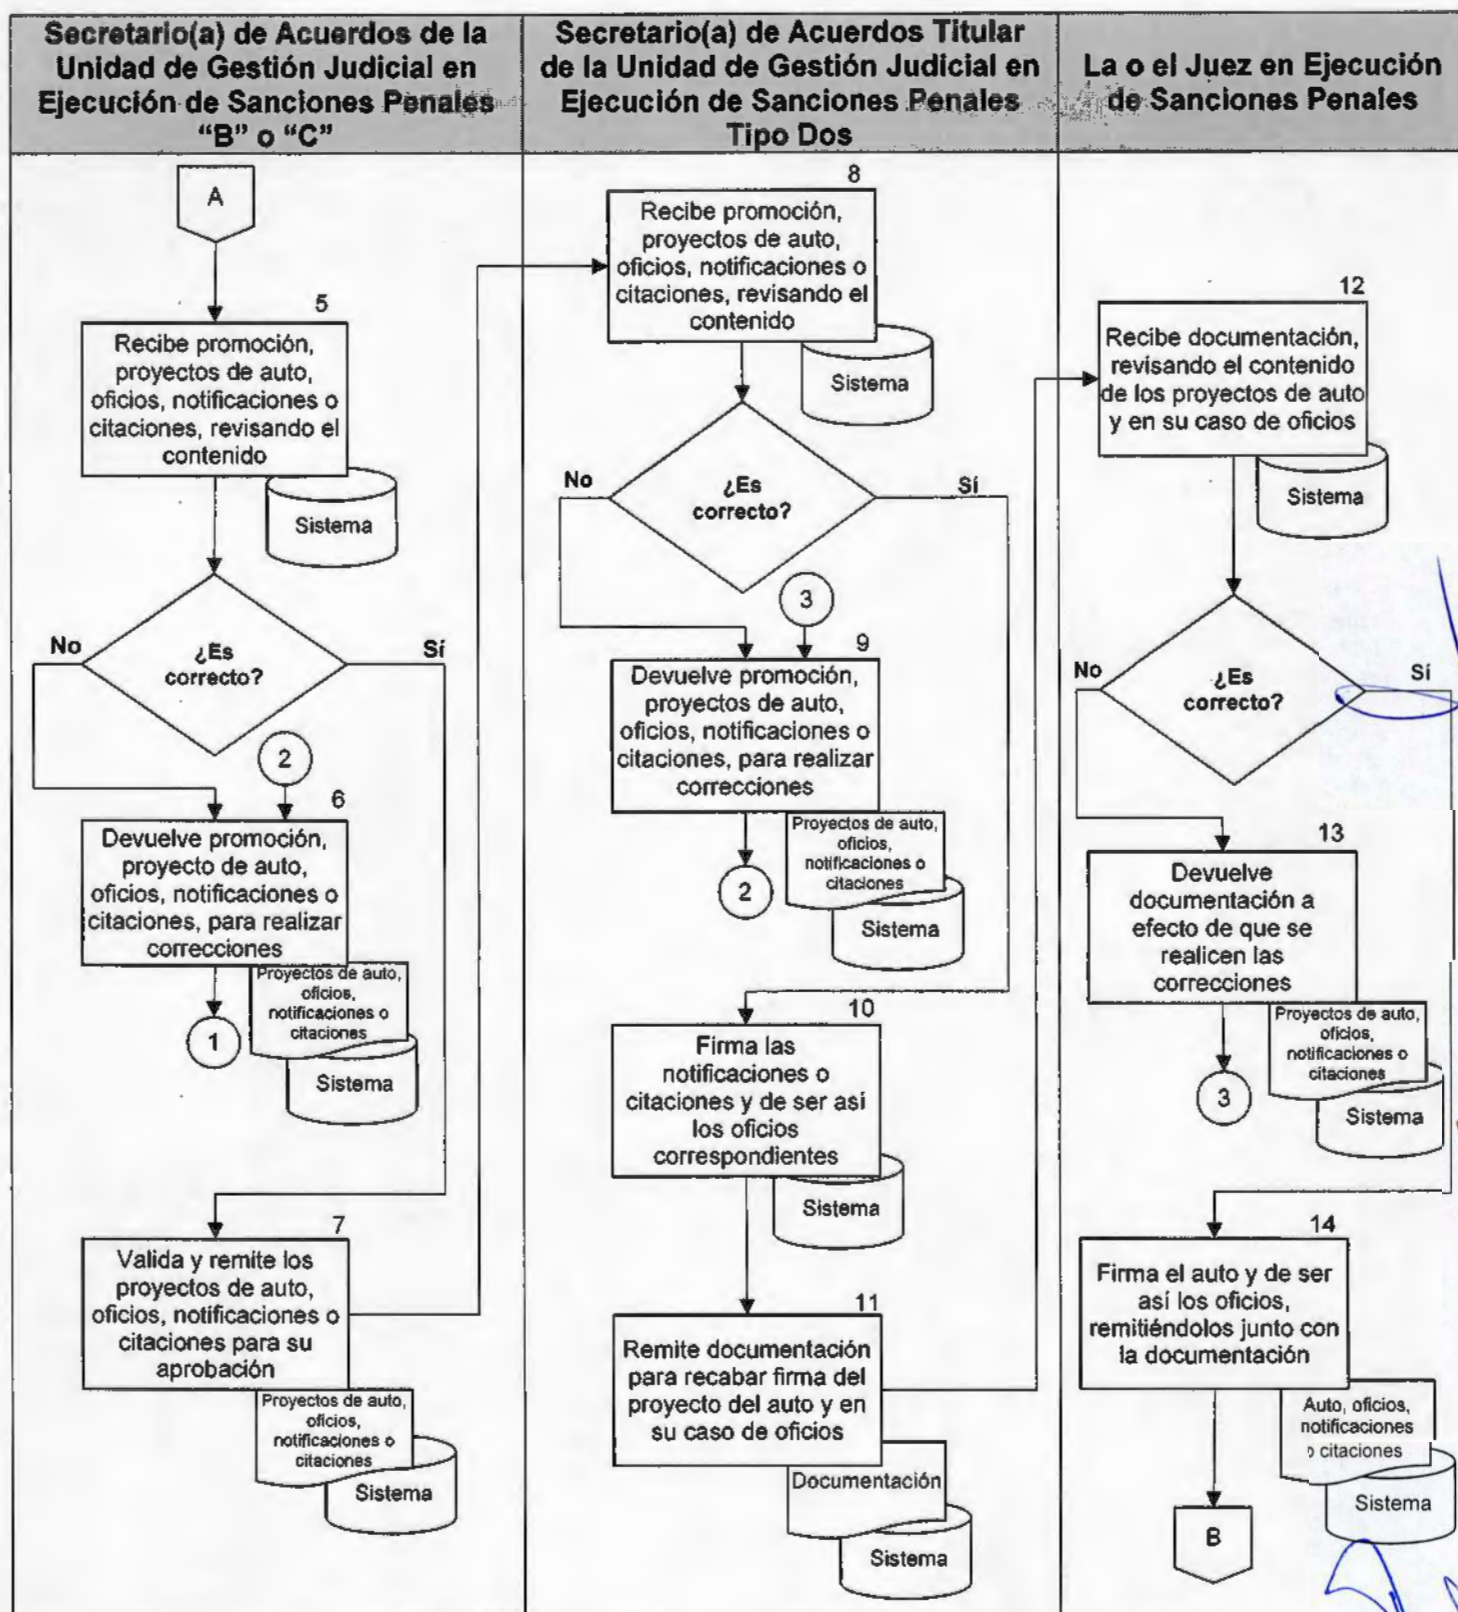 Secretario(a) de Acuerdos de la
Unidad de Gestión Judicial en
Ejecución de Sanciones Penales
“B” o “C”
Secretario(a) de Acuerdos Titular
de la Unidad de Gestión Judicial en
Ejecución de Sanciones Penales
Tipo Dos
La o el Juez en Ejecución
de Sanciones Penales
A
5
Recibe promoción,
proyectos de auto,
oficios, notificaciones o
citaciones, revisando el
contenido
Sistema
¿Es
correcto?
No
Sí
2
6
Devuelve promoción,
proyecto de auto,
oficios, notificaciones o
citaciones, para realizar
correcciones
Proyectos de auto,
oficios,
notificaciones o
citaciones
Sistema
1
7
Valida y remite los
proyectos de auto,
oficios, notificaciones o
citaciones para su
aprobación
Proyectos de auto,
oficios,
notificaciones o
citaciones
Sistema
8
Recibe promoción,
proyectos de auto,
oficios, notificaciones o
citaciones, revisando el
contenido
Sistema
¿Es
correcto?
No
Sí
3
9
Devuelve promoción,
proyectos de auto,
oficios, notificaciones o
citaciones, para realizar
correcciones
Proyectos de auto,
oficios,
notificaciones o
citaciones
Sistema
2
10
Firma las
notificaciones o
citaciones y de ser así
los oficios
correspondientes
Sistema
11
Remite documentación
para recabar firma del
proyecto del auto y en
su caso de oficios
Documentación
Sistema
12
Recibe documentación,
revisando el contenido
de los proyectos de auto
y en su caso de oficios
Sistema
¿Es
correcto?
No
Sí
13
Devuelve
documentación a
efecto de que se
realicen las
correcciones
Proyectos de auto,
oficios,
notificaciones o
citaciones
Sistema
3
14
Firma el auto y de ser
así los oficios,
remitiéndolos junto con
la documentación
Auto, oficios,
notificaciones
o citaciones
Sistema
B